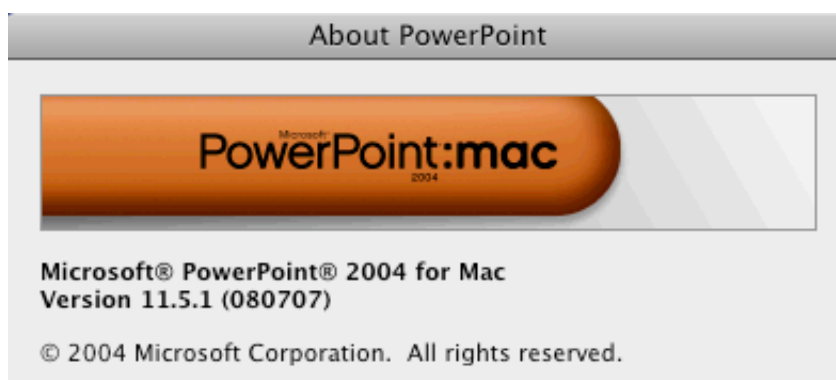 About PowerPoint
Microsoft
PowerPoint:mac
2004
Microsoft® PowerPoint® 2004 for Mac
Version 11.5.1 (080707)
© 2004 Microsoft Corporation.  All rights reserved.